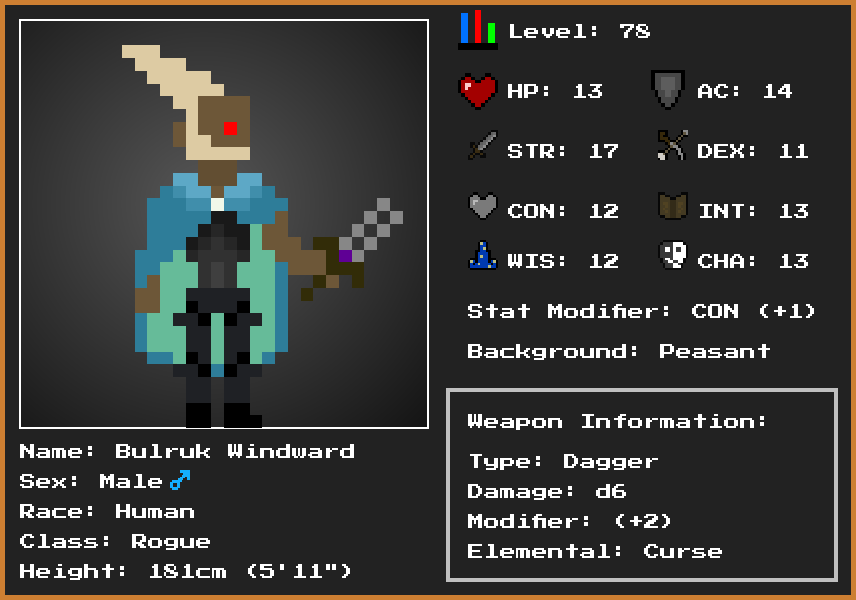 Level: 78
HP: 13
AC: 14
STR: 17
DEX: 11
CON: 12
INT: 13
WIS: 12
CHA: 13
Stat Modifier: CON (+1)
Background: Peasant
Weapon Information:
Type: Dagger
Damage: d6
Modifier: (+2)
Elemental: Curse
Name: Bulruk Windward
Sex: Male♂
Race: Human
Class: Rogue
Height: 181cm (5'11")